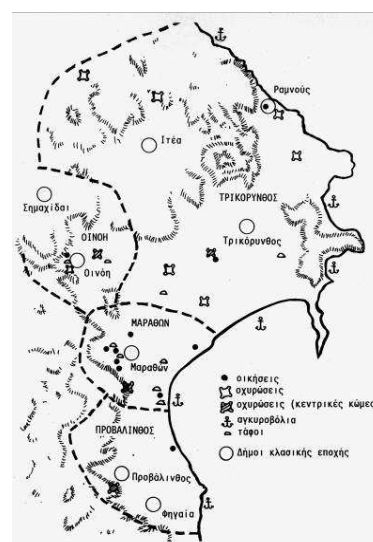 Ραμνούς
Ιτέα
Σημαχίδαι
ΤΡΙΚΟΡΥΝΘΟΣ
Τρικόρυνθος
ΟΙΝΟΗ
Οινόη
ΜΑΡΑΘΩΝ
Μαραθών
οικήσεις
οχυρώσεις
οχυρώσεις (κεντρικές κώμες
αγκυροβόλια
τάφοι
Δήμοι κλασικής εποχής
ΠΡΟΒΑΛΙΝΘΟΣ
Προβάλινθος
Φηγαία